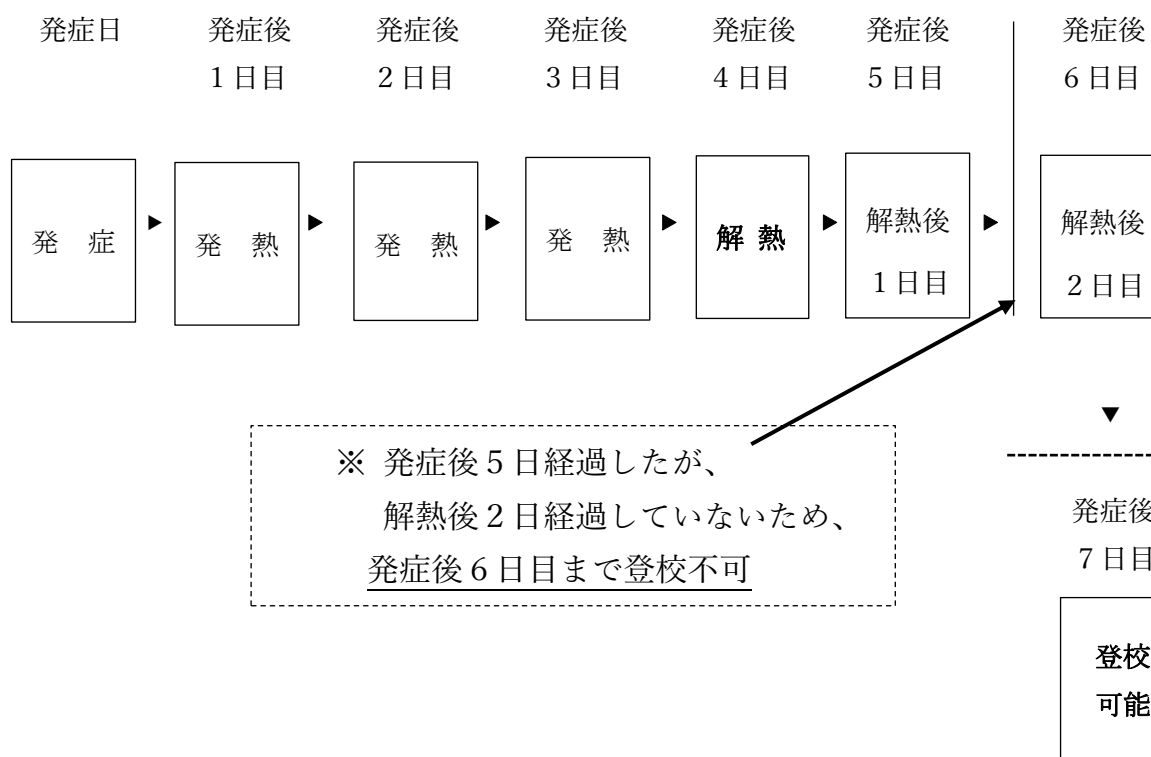 発症日 発症後 発症後 発症後 発症後 発症後 発症後
1日目 2日目 3日目 4日目 5日目 6日目
発 症 発 熱 発 熱 発 熱 解 熱 解熱後 解熱後
1日目 2日目
※ 発症後5日経過したが、
解熱後2日経過していないため、
発症後6日目まで登校不可
発症後
7日目
登校
可能